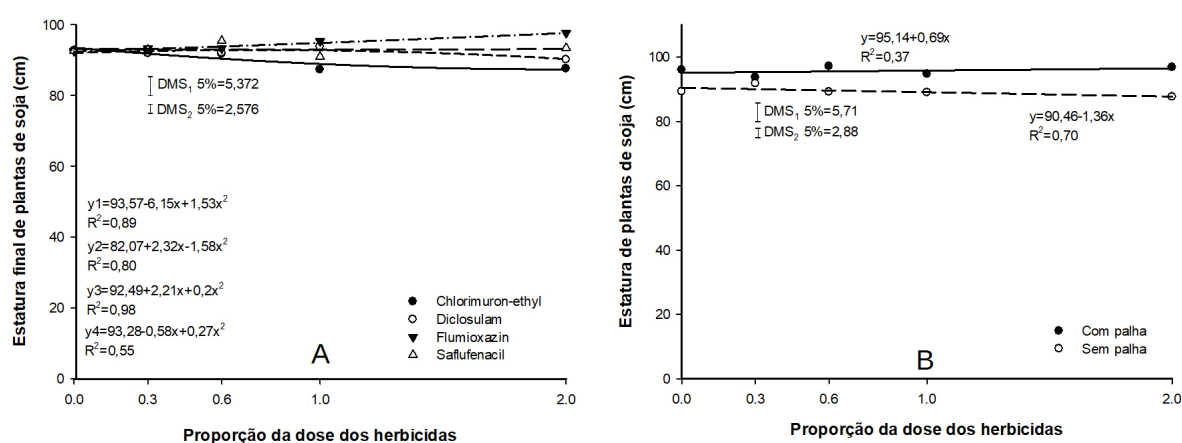 Estatura final de plantas de soja (cm)
100
80
60
40
20
0
DMS₁ 5%=5,372
DMS₂ 5%=2,576
y1=93,57-6,15x+1,53x²
R²=0,89
y2=82,07+2,32x-1,58x²
R²=0,80
y3=92,49+2,21x+0,2x²
R²=0,98
y4=93,28-0,58x+0,27x²
R²=0,55
Chlorimuron-ethyl
Diclosulam
Flumioxazin
Saflufenacil
A
0.0 0.3 0.6 1.0 2.0
Proporção da dose dos herbicidas
Estatura de plantas de soja (cm)
100
80
60
40
20
0
y=95,14+0,69x
R²=0,37
DMS₁ 5%=5,71
DMS₂ 5%=2,88
y=90,46-1,36x
R²=0,70
Com palha
Sem palha
B
0.0 0.3 0.6 1.0 2.0
Proporção da dose dos herbicidas